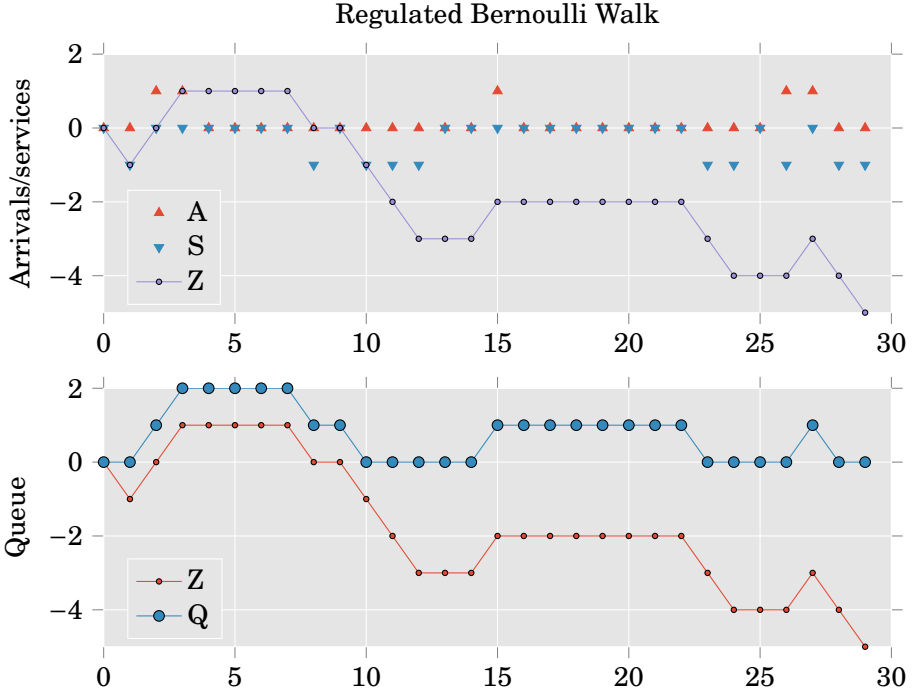 Regulated Bernoulli Walk
Arrivals/services
2
0
−2
−4
A
S
Z
0 5 10 15 20 25 30
Queue
2
0
−2
−4
Z
Q
0 5 10 15 20 25 30